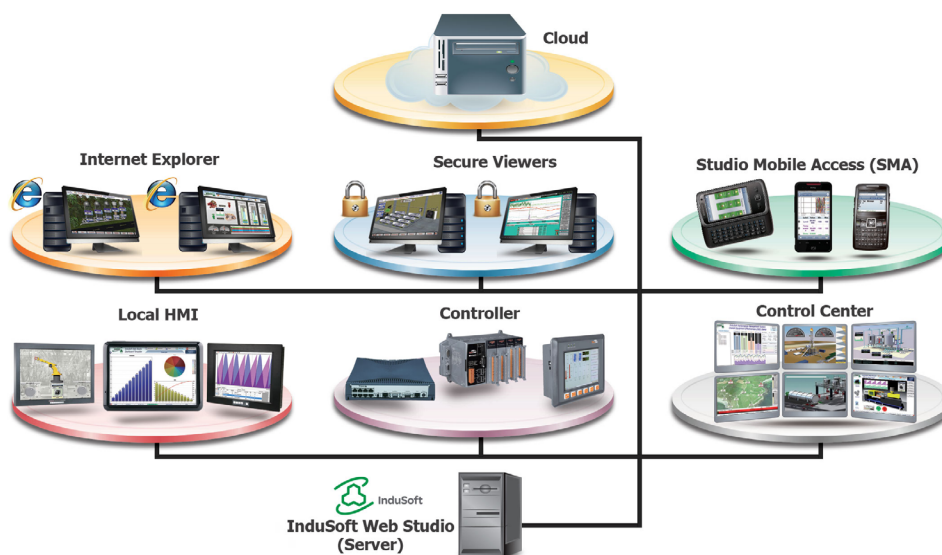 Cloud
Internet Explorer
Secure Viewers
Studio Mobile Access (SMA)
Local HMI
Controller
Control Center
InduSoft
InduSoft Web Studio
(Server)